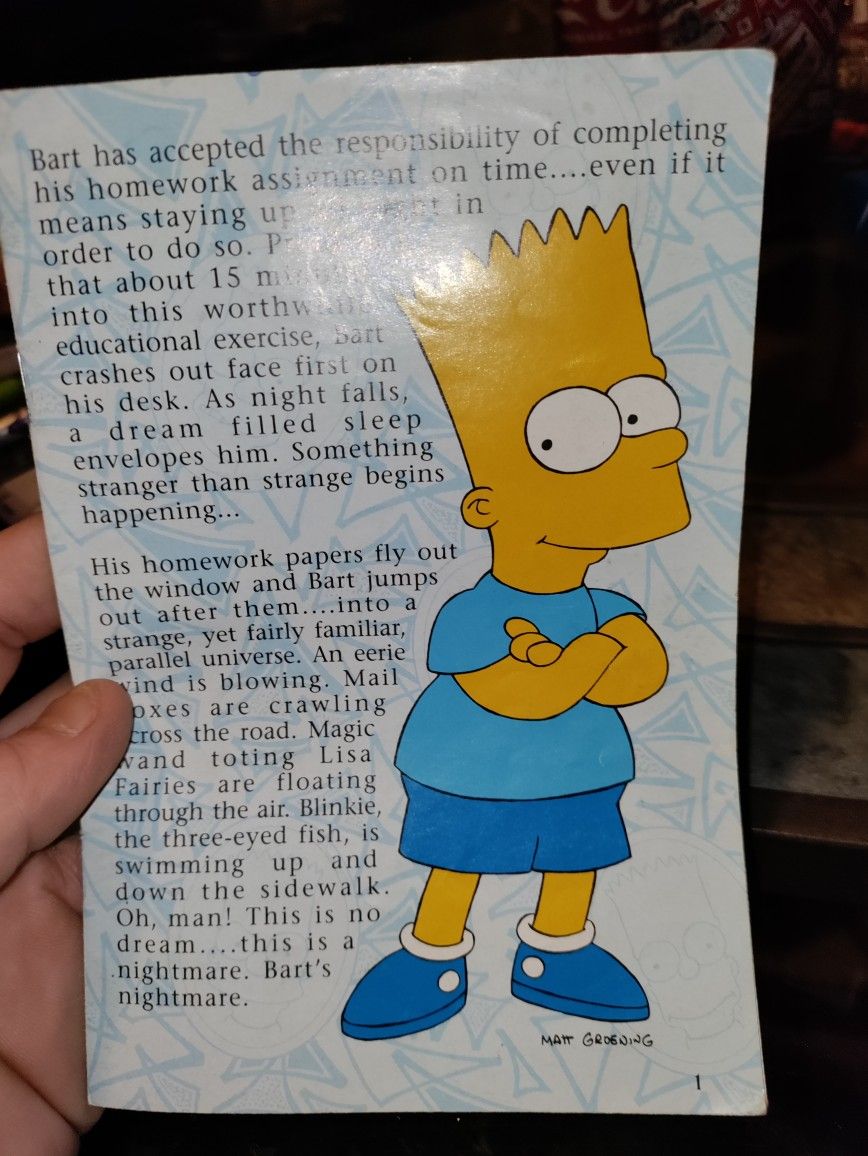 Bart has accepted the responsibility of completing
his homework assignment on time....even if it
means staying up in
order to do so.
that about 15
into this worthwhile
educational exercise, Bart
crashes out face first on
his desk. As night falls,
a dream filled sleep
envelopes him. Something
stranger than strange begins
happening...
His homework papers fly out
the window and Bart jumps
out after them....into a
strange, yet fairly familiar,
parallel universe. An eerie
wind is blowing. Mail
oxes are crawling
cross the road. Magic
wand toting Lisa
Fairies are floating
through the air. Blinkie,
the three-eyed fish, is
swimming up and
down the sidewalk.
Oh, man! This is no
dream....this is a
nightmare. Bart's
nightmare.
MATT GROENING
1